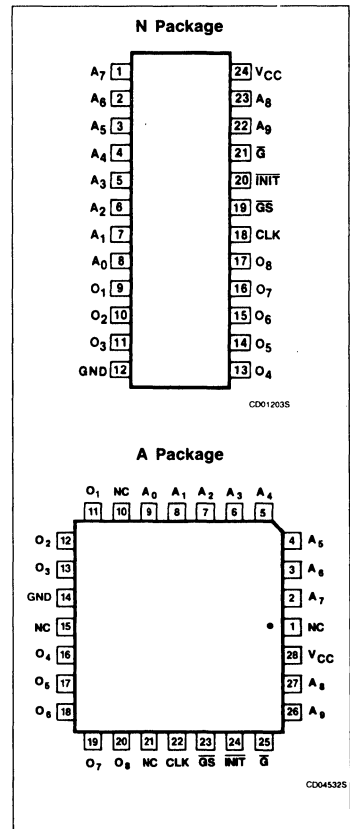 N Package
A7 1 24 VCC
A6 2 23 A8
A5 3 22 A9
A4 4 21 G̅
A3 5 20 I̅N̅I̅T̅
A2 6 19 G̅S̅
A1 7 18 CLK
A0 8 17 O8
O1 9 16 O7
O2 10 15 O6
O3 11 14 O5
GND 12 13 O4
CD01203S
A Package
O1 NC A0 A1 A2 A3 A4
11 10 9 8 7 6 5
O2 12 4 A5
O3 13 3 A6
GND 14 2 A7
NC 15 1 NC
O4 16 28 VCC
O5 17 27 A8
O6 18 26 A9
19 20 21 22 23 24 25
O7 O8 NC CLK G̅S̅ I̅N̅I̅T̅ G̅
CD04532S